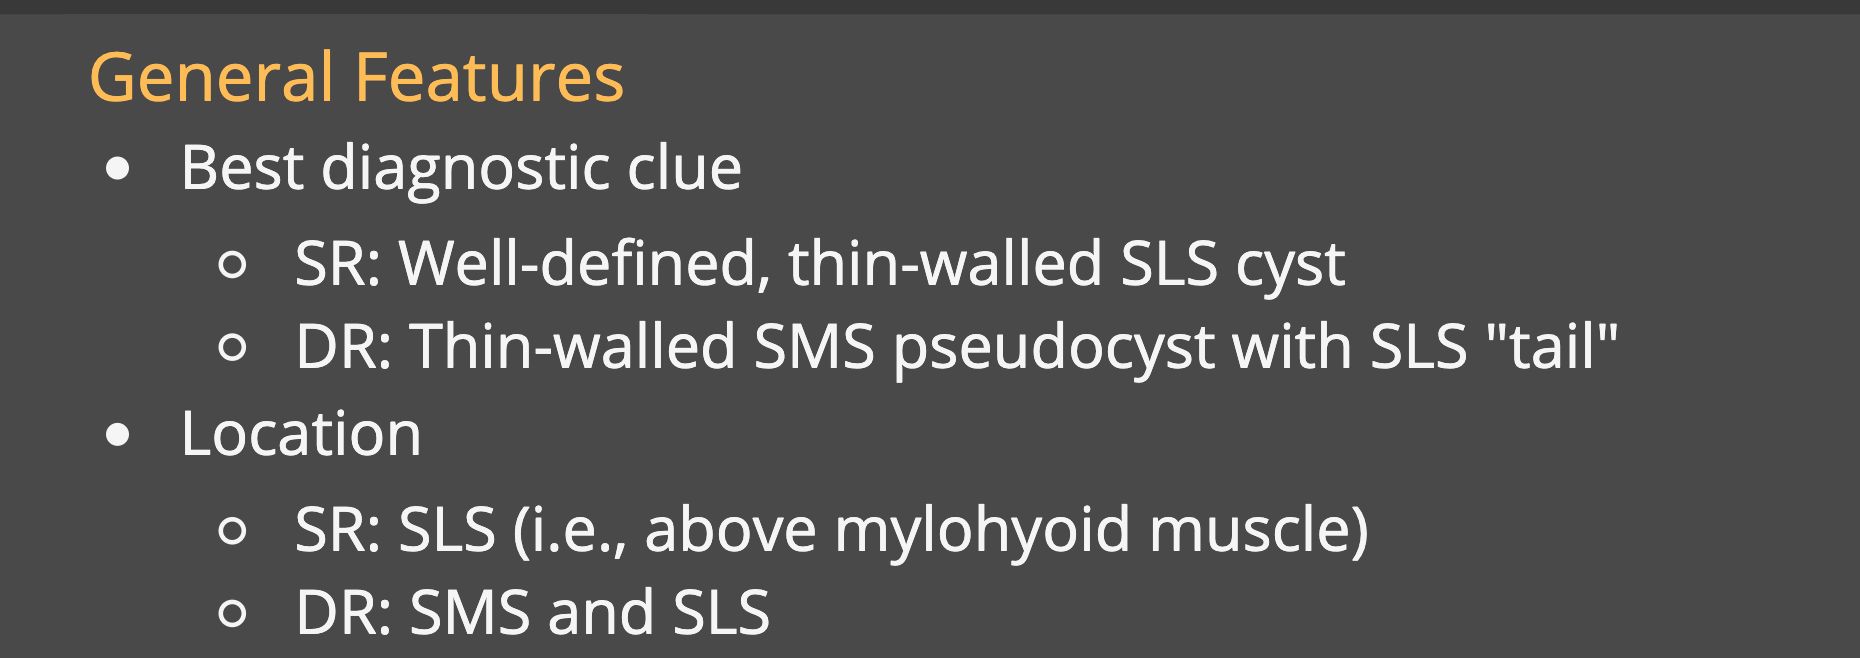 General Features
• Best diagnostic clue
○ SR: Well-defined, thin-walled SLS cyst
○ DR: Thin-walled SMS pseudocyst with SLS "tail"
• Location
○ SR: SLS (i.e., above mylohyoid muscle)
○ DR: SMS and SLS